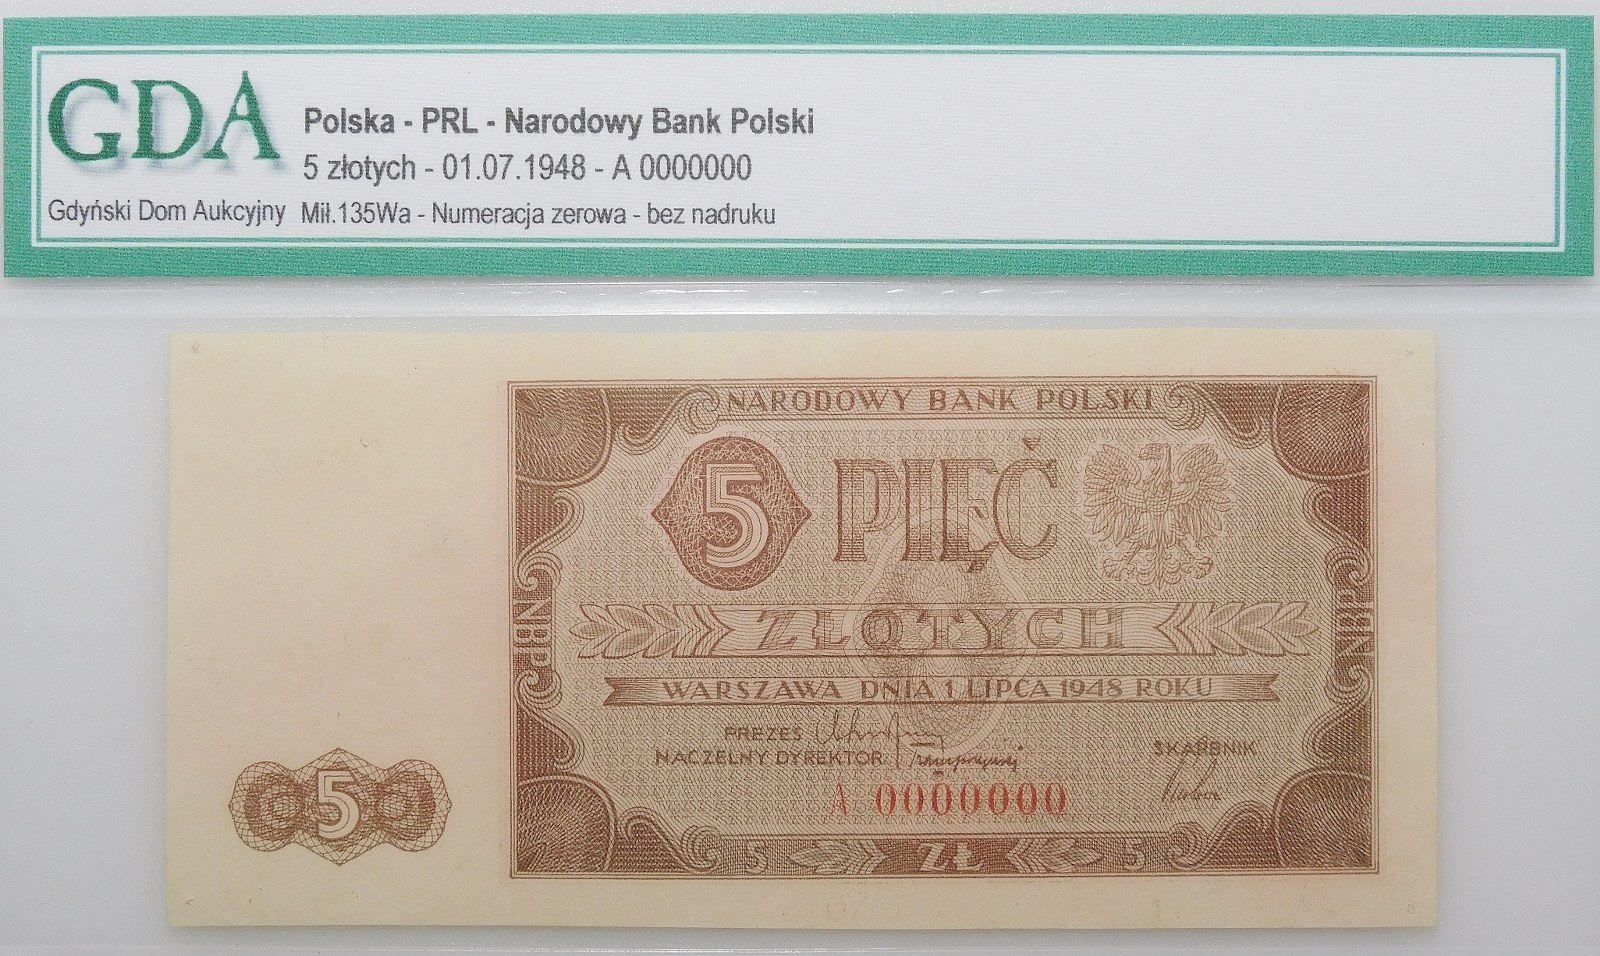 GDA
Gdyński Dom Aukcyjny
Polska - PRL - Narodowy Bank Polski
5 złotych - 01.07.1948 - A 0000000
Mił.135Wa - Numeracja zerowa - bez nadruku
NARODOWY BANK POLSKI
5 PIĘĆ
ZŁOTYCH
NBP
NBP
WARSZAWA DNIA 1 LIPCA 1948 ROKU
PREZES
NACZELNY DYREKTOR
SKARBNIK
A 0000000
5
5 ZŁ 5